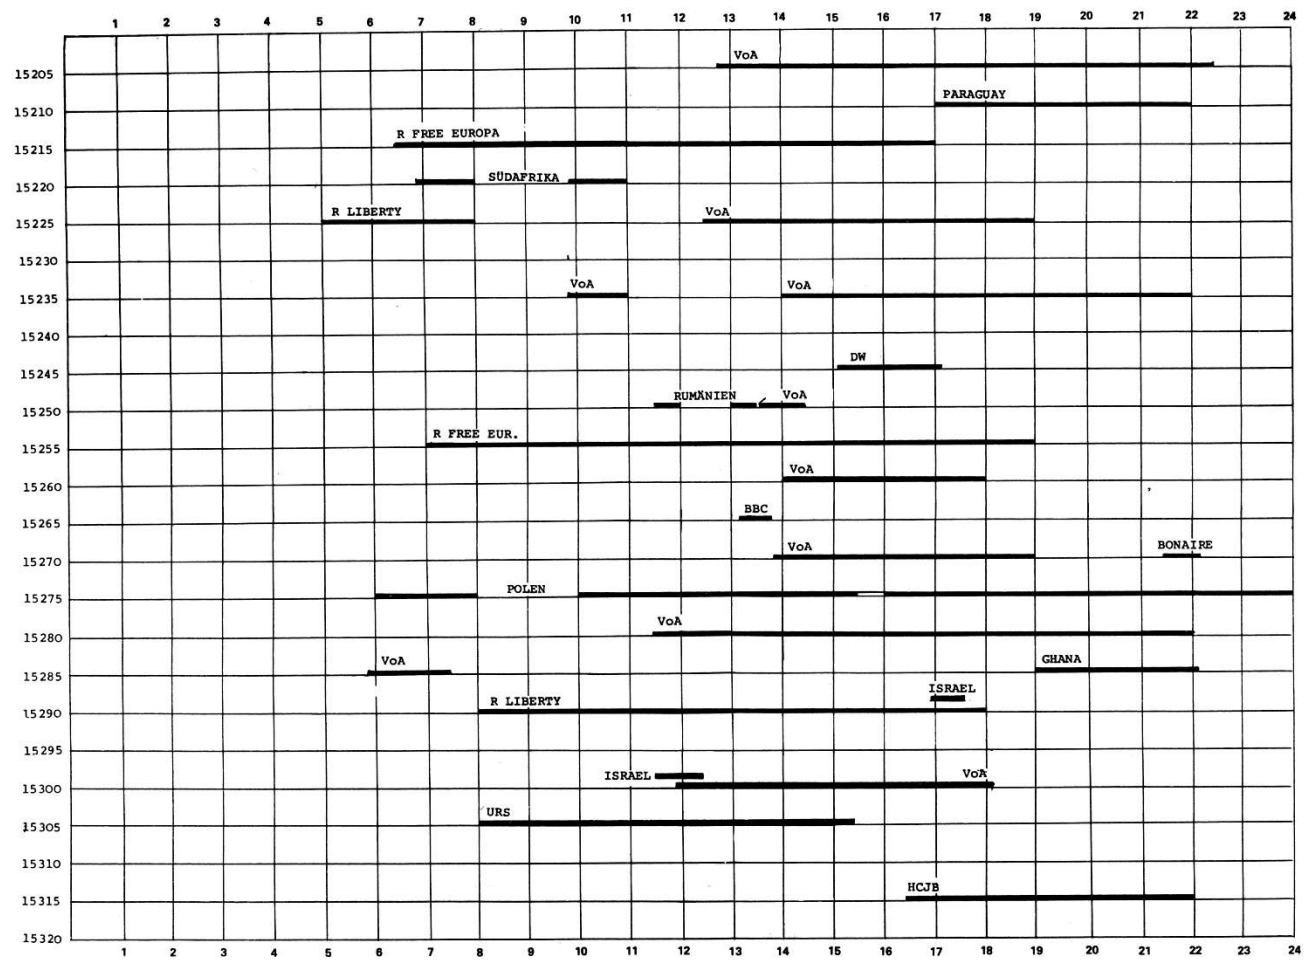 1 2 3 4 5 6 7 8 9 10 11 12 13 14 15 16 17 18 19 20 21 22 23 24
VoA
15205
PARAGUAY
15210
R FREE EUROPA
15215
SÜDAFRIKA
15220
R LIBERTY VoA
15225
15230
VoA VoA
15235
15240
DW
15245
RUMÄNIEN VoA
15250
R FREE EUR.
15255
VoA
15260
BBC
15265
VoA BONAIRE
15270
POLEN
15275
VoA
15280
VoA GHANA
15285
R LIBERTY ISRAEL
15290
15295
ISRAEL VoA
15300
URS
15305
15310
HCJB
15315
15320
1 2 3 4 5 6 7 8 9 10 11 12 13 14 15 16 17 18 19 20 21 22 23 24